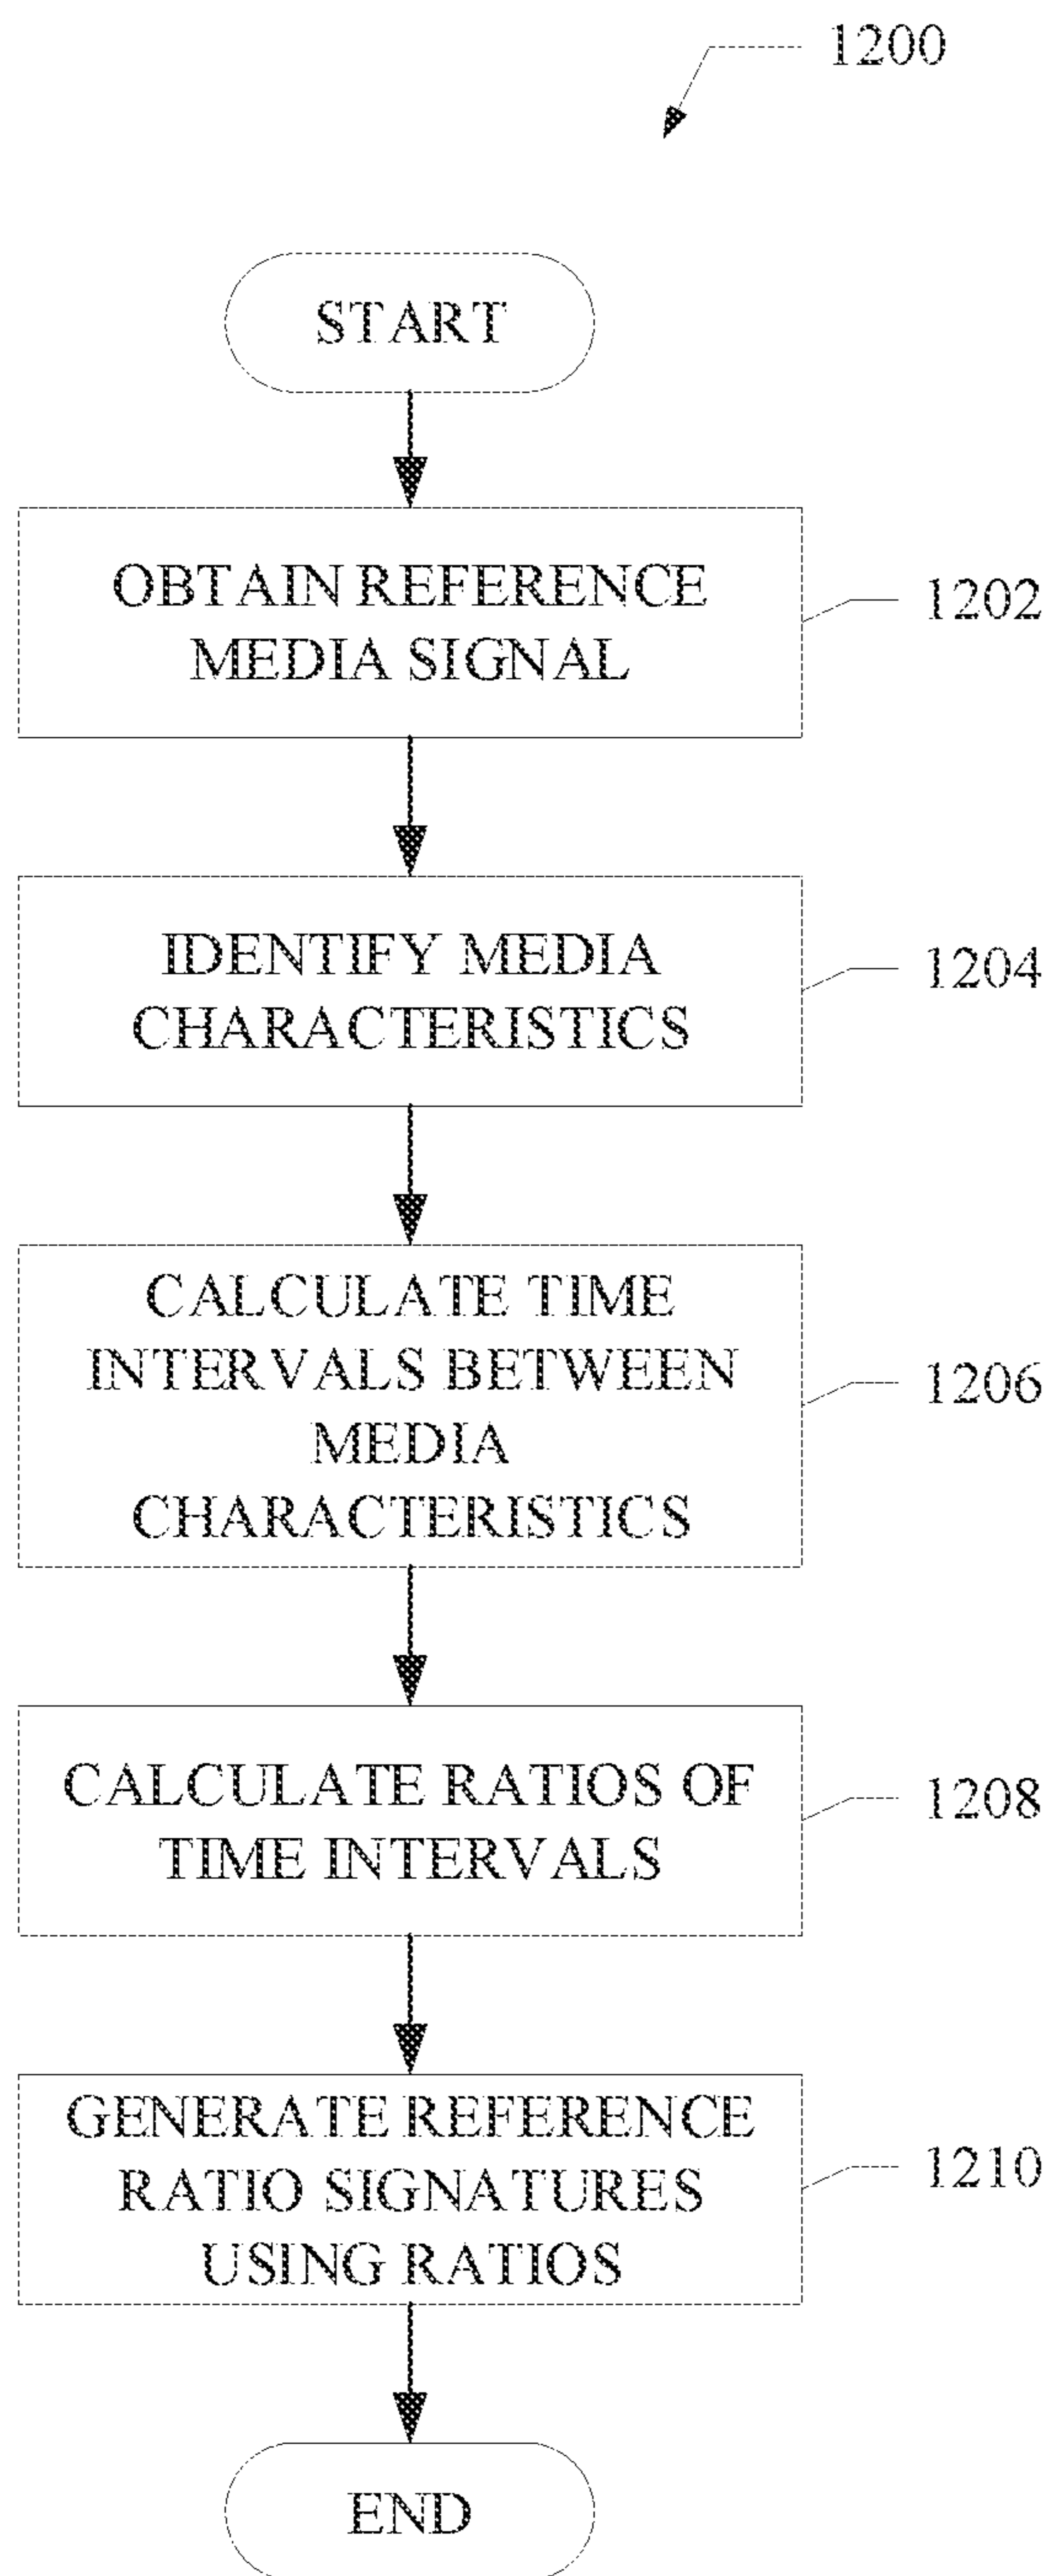 1200
START
OBTAIN REFERENCE
MEDIA SIGNAL
1202
IDENTIFY MEDIA
CHARACTERISTICS
1204
CALCULATE TIME
INTERVALS BETWEEN
MEDIA
CHARACTERISTICS
1206
CALCULATE RATIOS OF
TIME INTERVALS
1208
GENERATE REFERENCE
RATIO SIGNATURES
USING RATIOS
1210
END